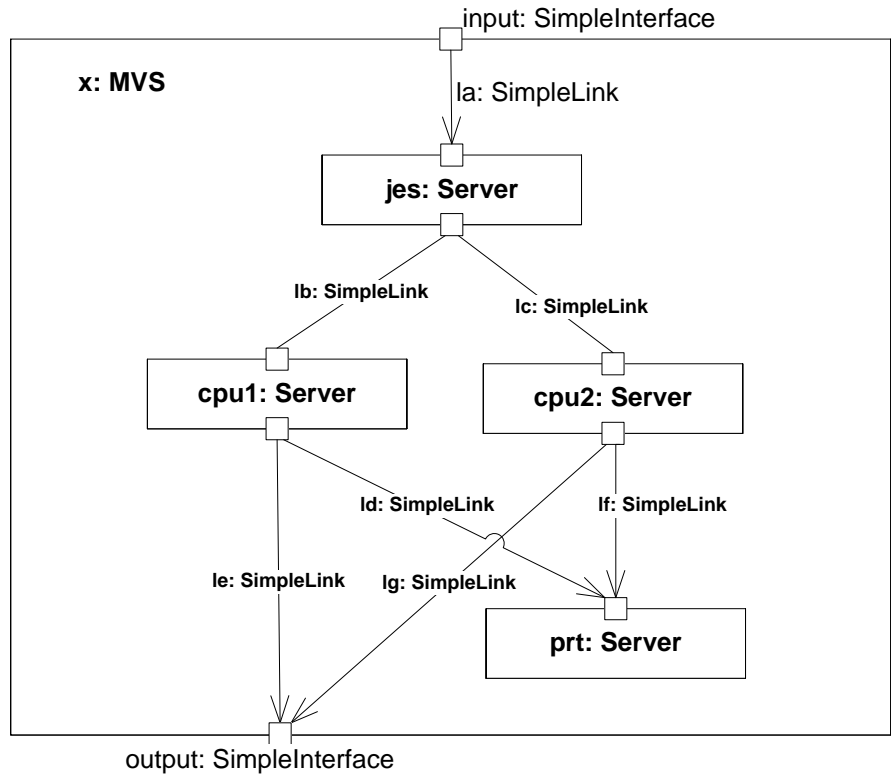 input: SimpleInterface
x: MVS
la: SimpleLink
jes: Server
lb: SimpleLink
lc: SimpleLink
cpu1: Server
cpu2: Server
ld: SimpleLink
lf: SimpleLink
le: SimpleLink
lg: SimpleLink
prt: Server
output: SimpleInterface